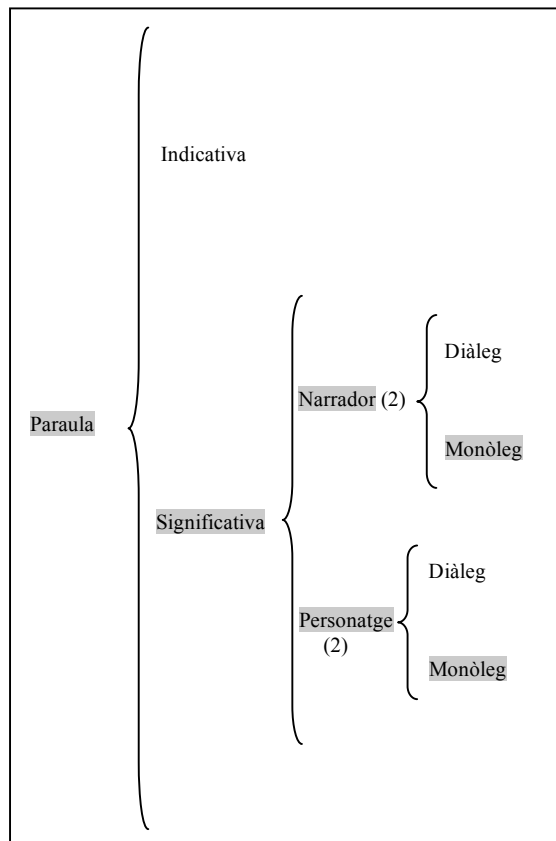 Indicativa
Diàleg
Narrador (2)
Paraula
Monòleg
Significativa
Diàleg
Personatge
(2)
Monòleg